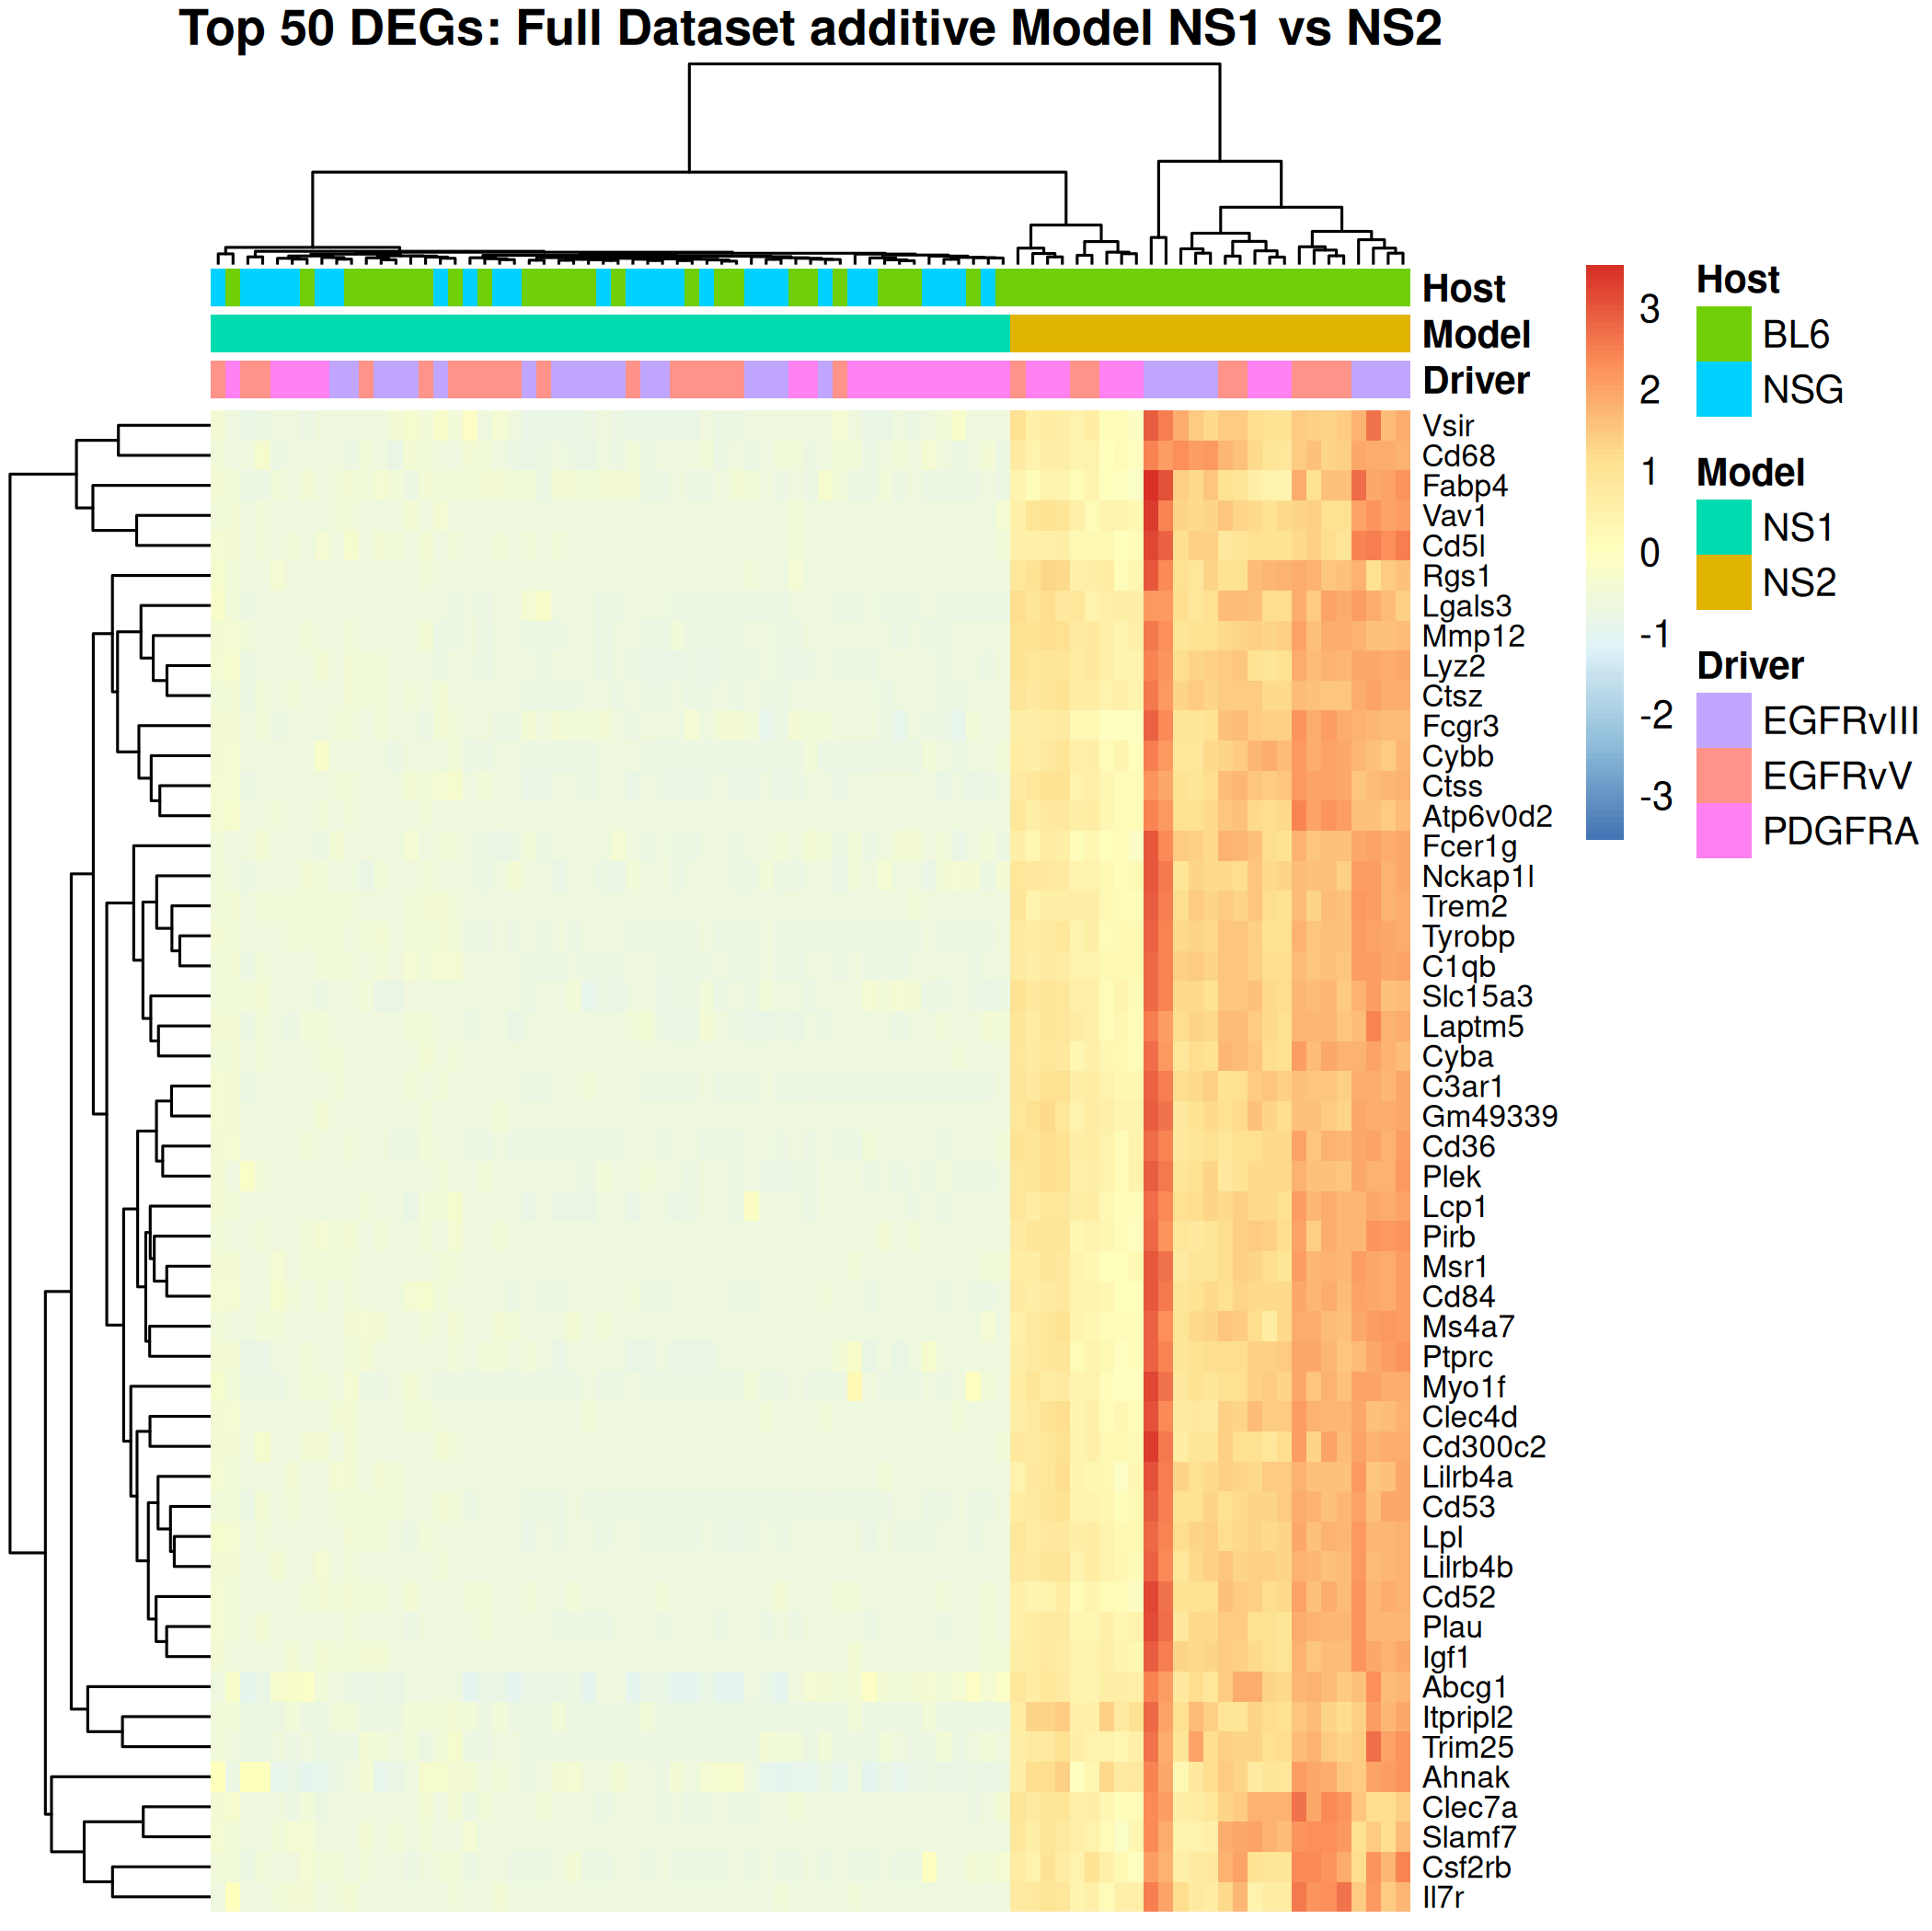 Top 50 DEGs: Full Dataset additive Model NS1 vs NS2
Host
Model
Driver
Vsir
Cd68
Fabp4
Vav1
Cd5l
Rgs1
Lgals3
Mmp12
Lyz2
Ctsz
Fcgr3
Cybb
Ctss
Atp6v0d2
Fcer1g
Nckap1l
Trem2
Tyrobp
C1qb
Slc15a3
Laptm5
Cyba
C3ar1
Gm49339
Cd36
Plek
Lcp1
Pirb
Msr1
Cd84
Ms4a7
Ptprc
Myo1f
Clec4d
Cd300c2
Lilrb4a
Cd53
Lpl
Lilrb4b
Cd52
Plau
Igf1
Abcg1
Itpripl2
Trim25
Ahnak
Clec7a
Slamf7
Csf2rb
Il7r
3
2
1
0
-1
-2
-3
Host
BL6
NSG
Model
NS1
NS2
Driver
EGFRvIII
EGFRvV
PDGFRA